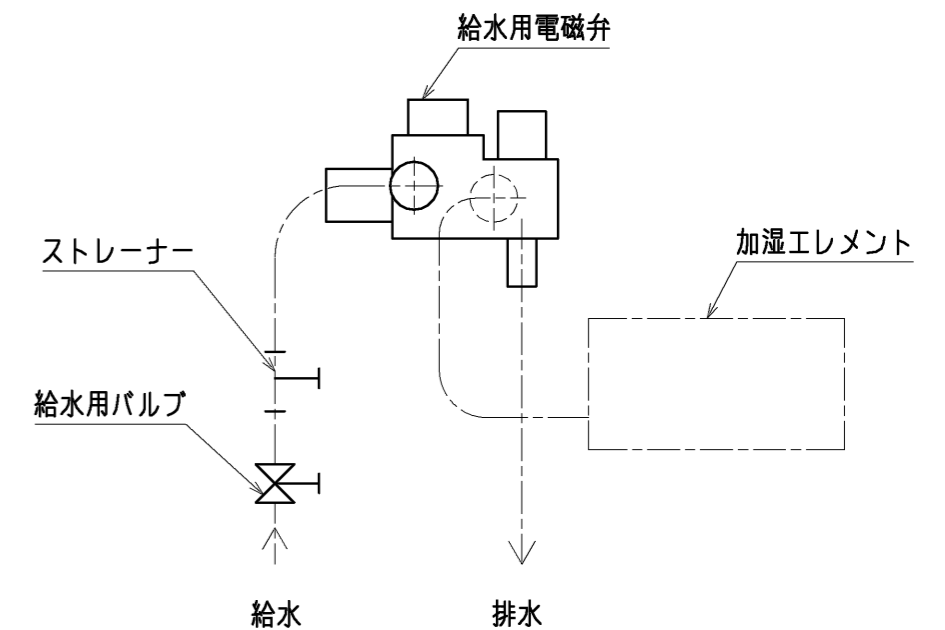 給水用電磁弁
ストレーナー
加湿エレメント
給水用バルブ
給水
排水